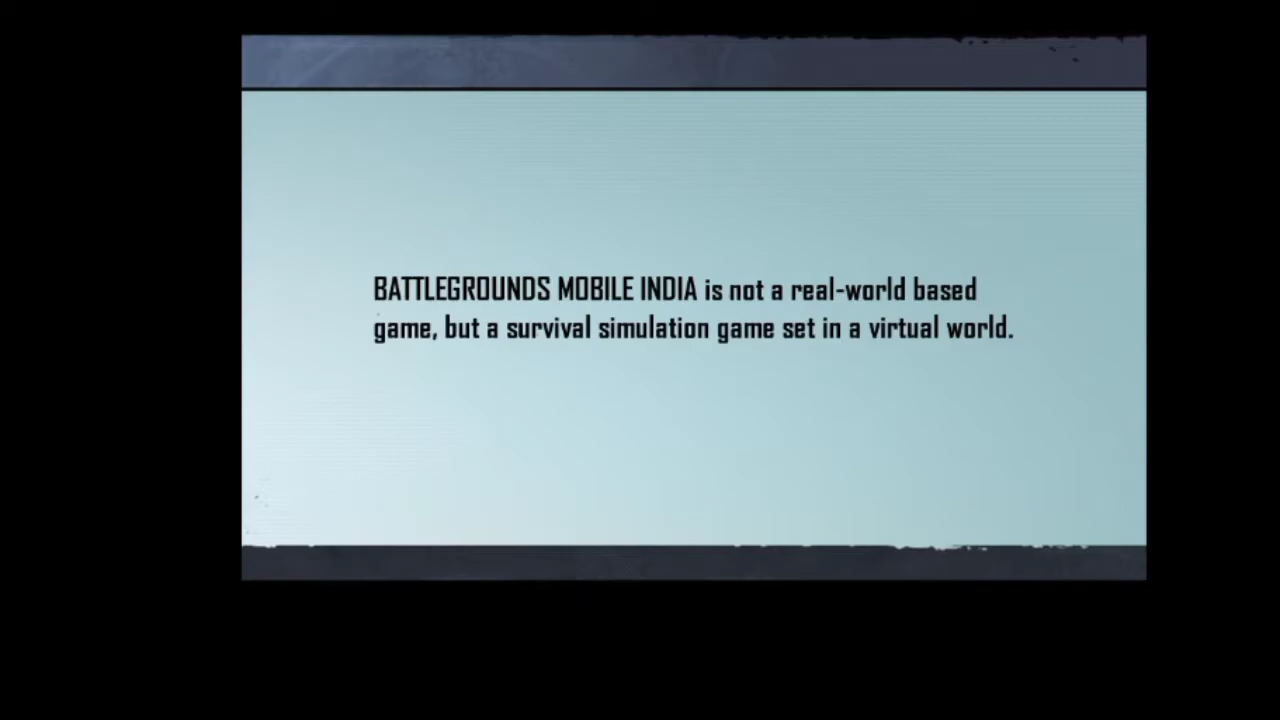 BATTLEGROUNDS MOBILE INDIA is not a real-world based
game, but a survival simulation game set in a virtual world.